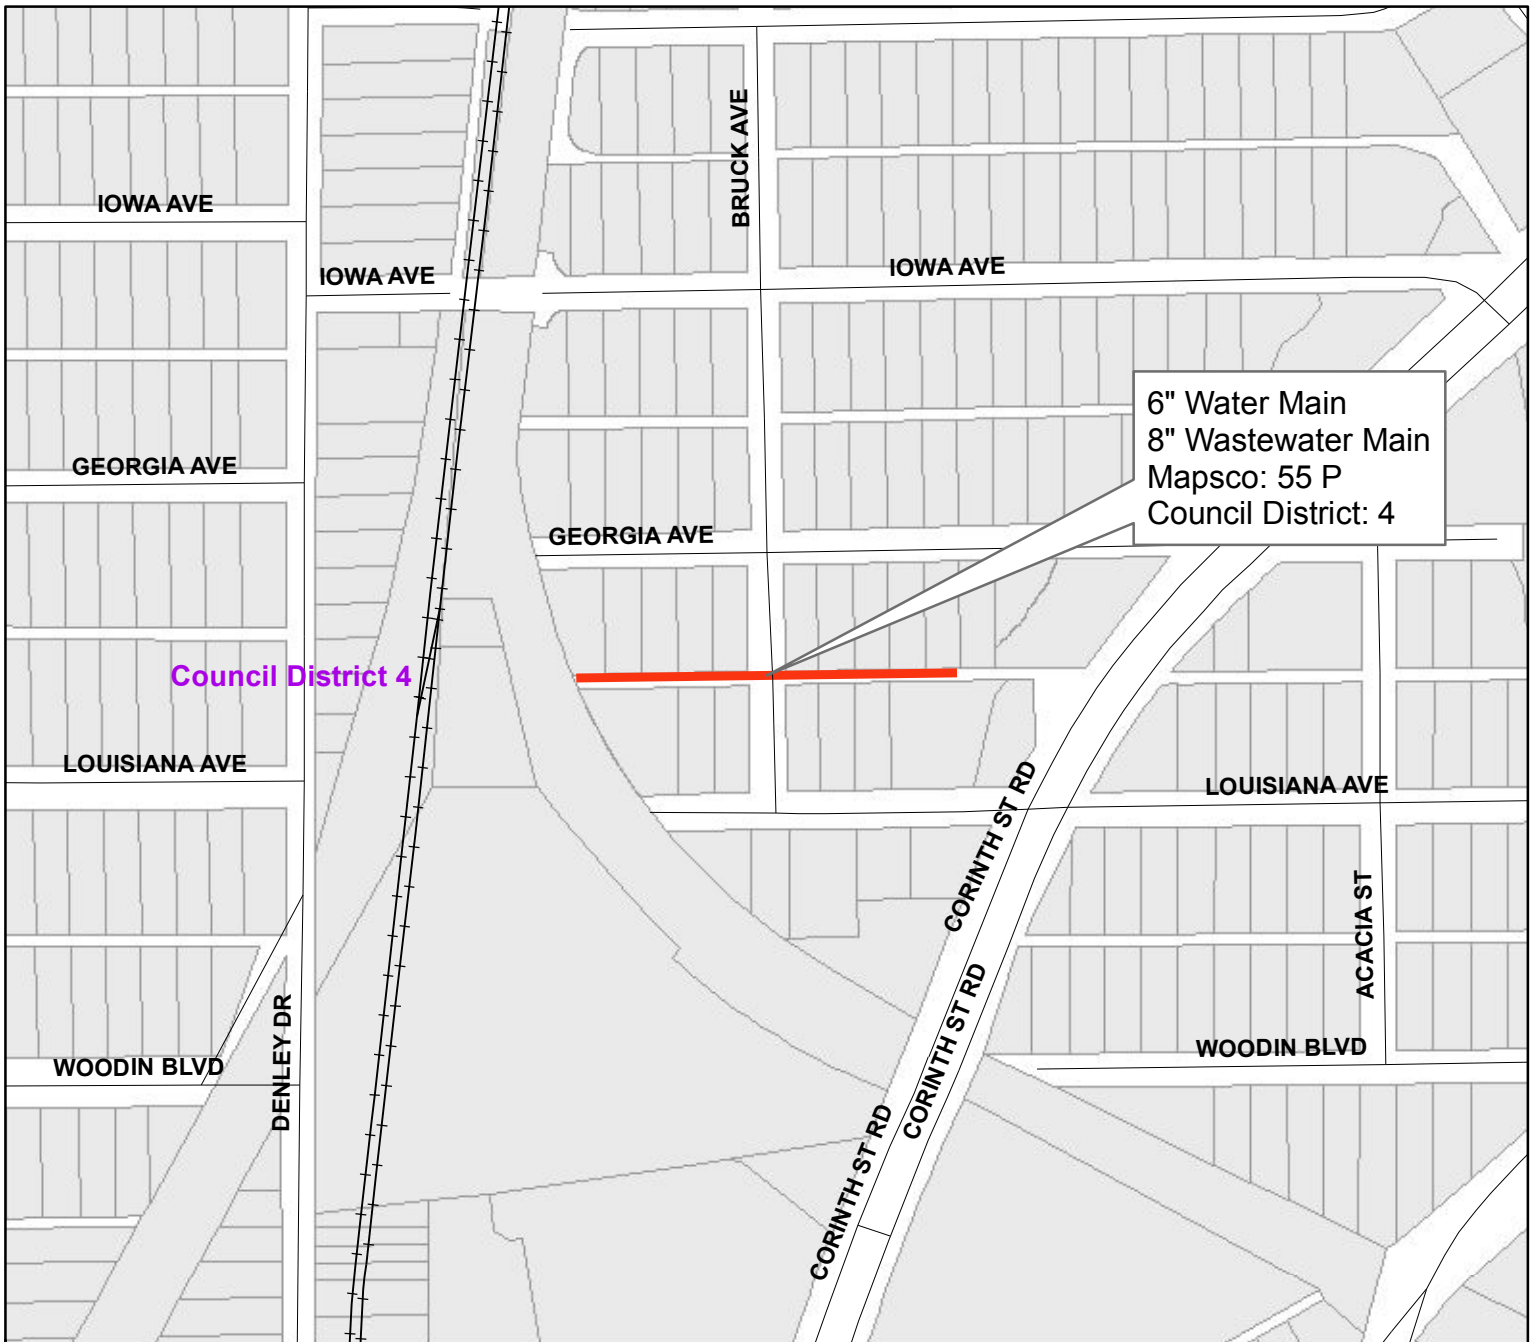 BRUCK AVE
IOWA AVE
IOWA AVE
IOWA AVE
6" Water Main
8" Wastewater Main
Mapsco: 55 P
Council District: 4
GEORGIA AVE
GEORGIA AVE
Council District 4
LOUISIANA AVE
LOUISIANA AVE
CORINTH ST RD
ACACIA ST
CORINTH ST RD
DENLEY DR
WOODIN BLVD
WOODIN BLVD
CORINTH ST RD